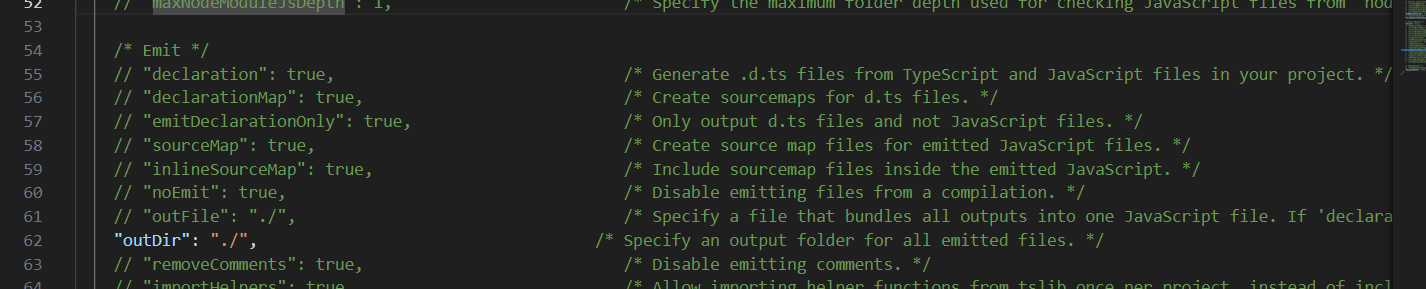 52 // "maxNodeModuleJsDepth": 1, /* Specify the maximum folder depth used for checking JavaScript files from 'nod
53
54 /* Emit */
55 // "declaration": true, /* Generate .d.ts files from TypeScript and JavaScript files in your project. */
56 // "declarationMap": true, /* Create sourcemaps for d.ts files. */
57 // "emitDeclarationOnly": true, /* Only output d.ts files and not JavaScript files. */
58 // "sourceMap": true, /* Create source map files for emitted JavaScript files. */
59 // "inlineSourceMap": true, /* Include sourcemap files inside the emitted JavaScript. */
60 // "noEmit": true, /* Disable emitting files from a compilation. */
61 // "outFile": "./", /* Specify a file that bundles all outputs into one JavaScript file. If 'declara
62 "outDir": "./", /* Specify an output folder for all emitted files. */
63 // "removeComments": true, /* Disable emitting comments. */
64 // "importHelpers": true, /* Allow importing helper functions from tslib once per project, instead of incl